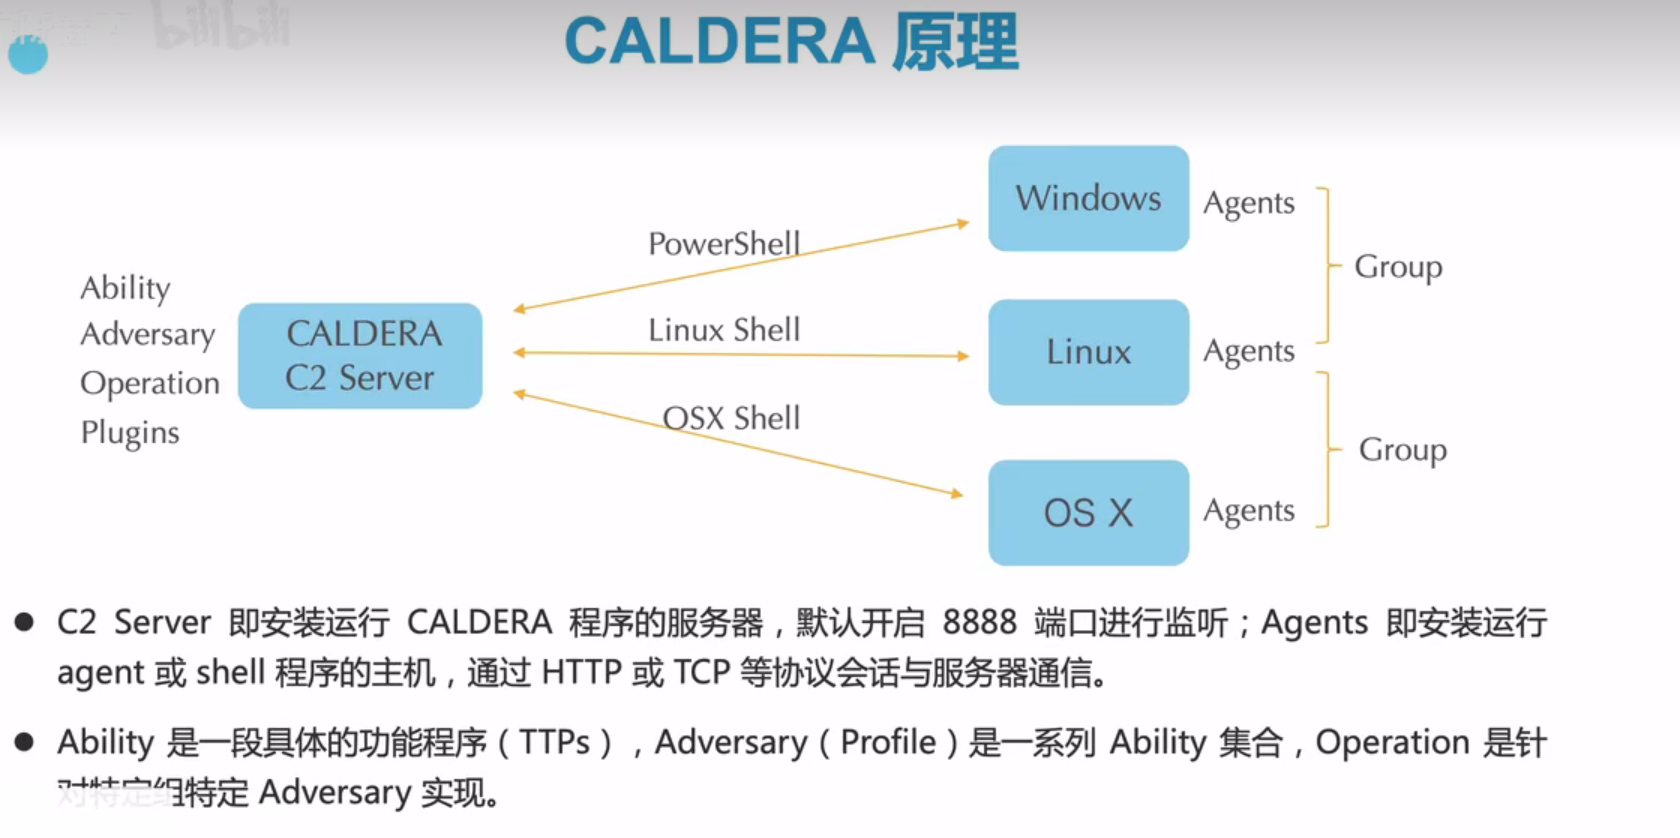 bilibili
CALDERA 原理
Windows
Agents
PowerShell
Group
Ability
Adversary
CALDERA
Linux Shell
Linux
Agents
Operation
C2 Server
Plugins
OSX Shell
Group
OS X
Agents
● C2 Server 即安装运行 CALDERA 程序的服务器，默认开启 8888 端口进行监听；Agents 即安装运行
agent 或 shell 程序的主机，通过 HTTP 或 TCP 等协议会话与服务器通信。
● Ability 是一段具体的功能程序（TTPs），Adversary（Profile）是一系列 Ability 集合，Operation 是针
对特定组特定 Adversary 实现。